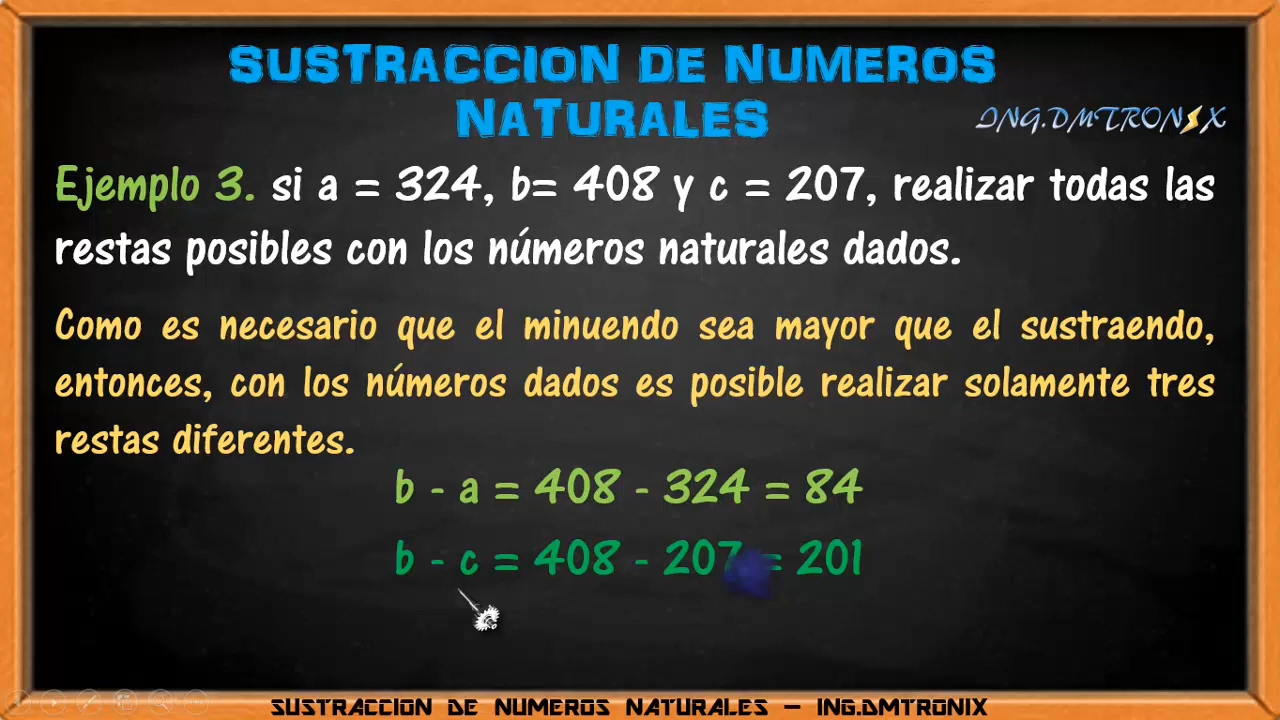 SUSTRACCION DE NUMEROS
NATURALES
ING.DMTRONIX
Ejemplo 3. si a = 324, b= 408 y c = 207, realizar todas las
restas posibles con los números naturales dados.
Como es necesario que el minuendo sea mayor que el sustraendo,
entonces, con los números dados es posible realizar solamente tres
restas diferentes.
b - a = 408 - 324 = 84
b - c = 408 - 207 = 201
SUSTRACCION DE NUMEROS NATURALES – ING.DMTRONIX